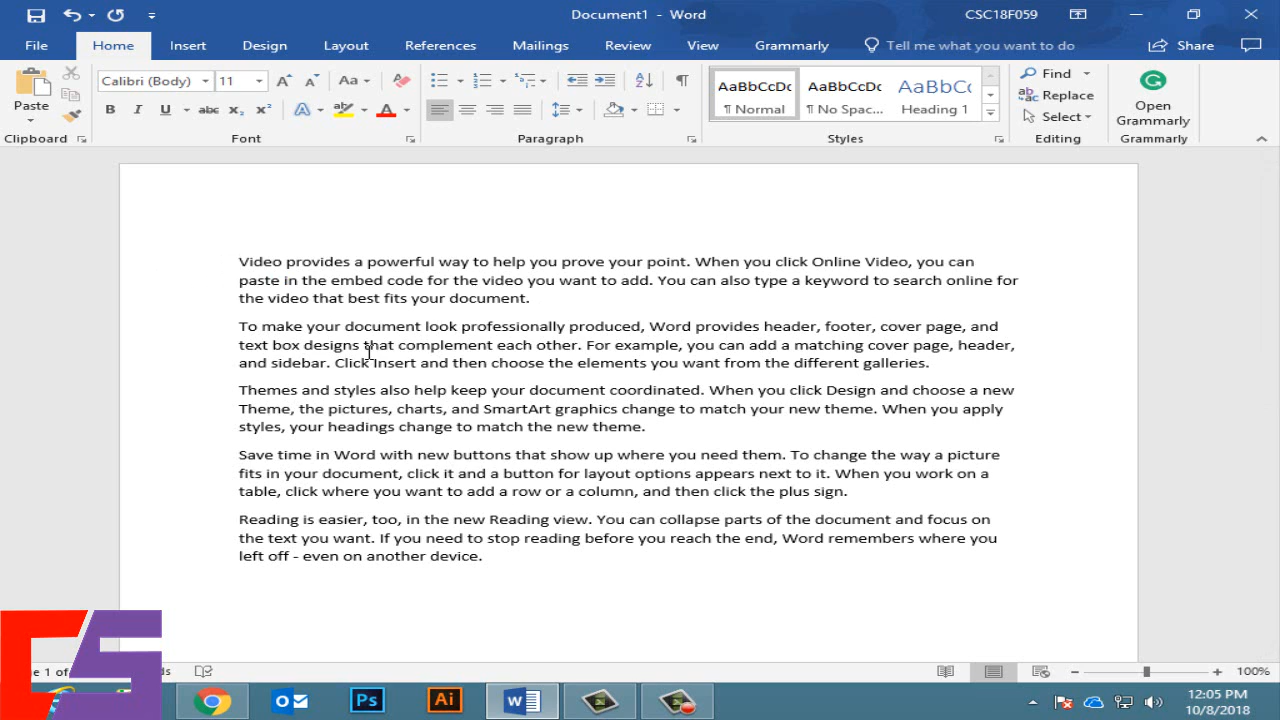 Document1 - Word
CSC18F059
File Home Insert Design Layout References Mailings Review View Grammarly Tell me what you want to do Share
Paste
Calibri (Body) 11
Aa
B I U abc x₂ x²
A A
AaBbCcDc AaBbCcDc AaBbCc
¶ Normal ¶ No Spac... Heading 1
Find
Replace
Select
Open
Grammarly
Clipboard Font Paragraph Styles Editing Grammarly
Video provides a powerful way to help you prove your point. When you click Online Video, you can
paste in the embed code for the video you want to add. You can also type a keyword to search online for
the video that best fits your document.
To make your document look professionally produced, Word provides header, footer, cover page, and
text box designs that complement each other. For example, you can add a matching cover page, header,
and sidebar. Click Insert and then choose the elements you want from the different galleries.
Themes and styles also help keep your document coordinated. When you click Design and choose a new
Theme, the pictures, charts, and SmartArt graphics change to match your new theme. When you apply
styles, your headings change to match the new theme.
Save time in Word with new buttons that show up where you need them. To change the way a picture
fits in your document, click it and a button for layout options appears next to it. When you work on a
table, click where you want to add a row or a column, and then click the plus sign.
Reading is easier, too, in the new Reading view. You can collapse parts of the document and focus on
the text you want. If you need to stop reading before you reach the end, Word remembers where you
left off - even on another device.
CS
1 of
100%
Ps Ai W
12:05 PM
10/8/2018